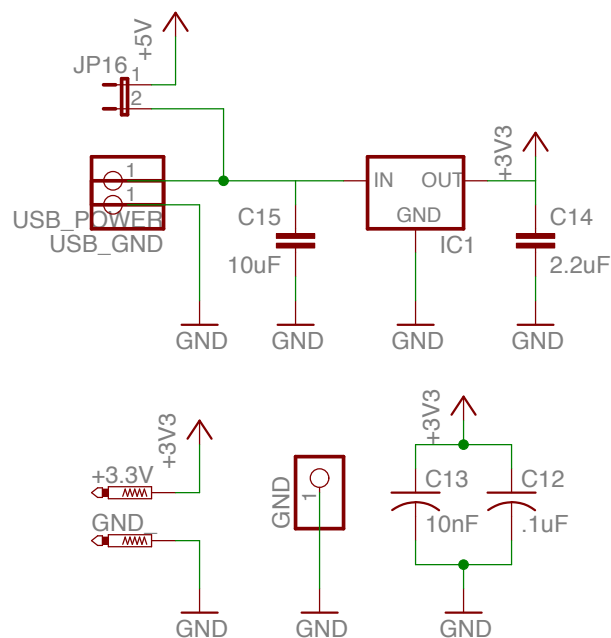 +5V
JP16
1
2
+3V3
1
1
USB_POWER
USB_GND
IN
OUT
GND
IC1
C15
10uF
C14
2.2uF
GND
GND
GND
GND
+3V3
+3V3
+3.3V
GND_
GND
1
C13
10nF
C12
.1uF
GND
GND
GND